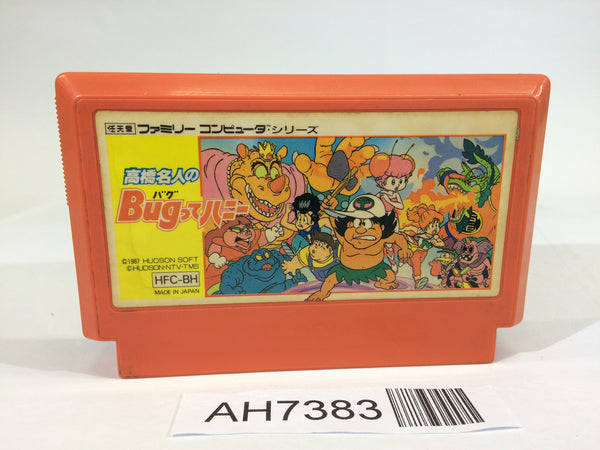 任天堂 ファミリー コンピュータ™シリーズ
高橋名人の
バグ
Bugってハニー
©1987 HUDSON SOFT
©HUDSON·NTV·TMS
HFC-BH
MADE IN JAPAN
AH7383